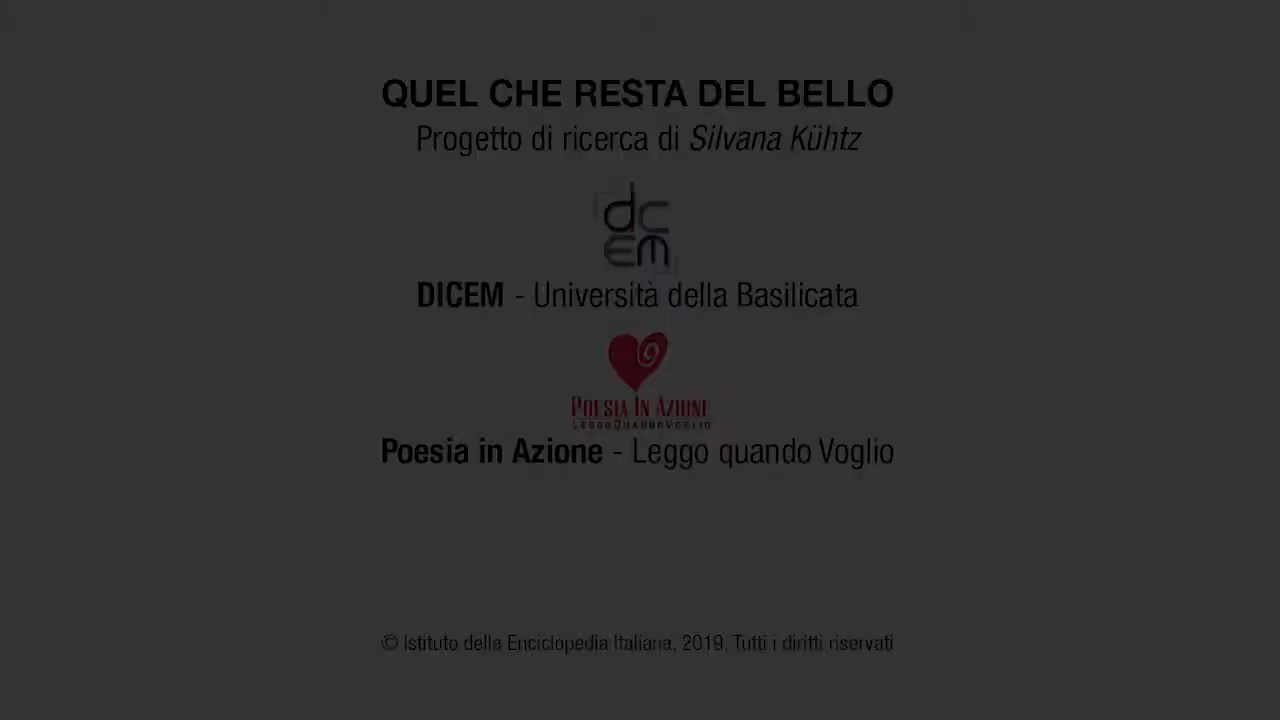 QUEL CHE RESTA DEL BELLO
Progetto di ricerca di Silvana Kühtz
dc
em
DICEM - Università della Basilicata
POESIA IN AZIONE
LEGGOQUANDOVOGLIO
Poesia in Azione - Leggo quando Voglio
© Istituto della Enciclopedia Italiana, 2019, Tutti i diritti riservati